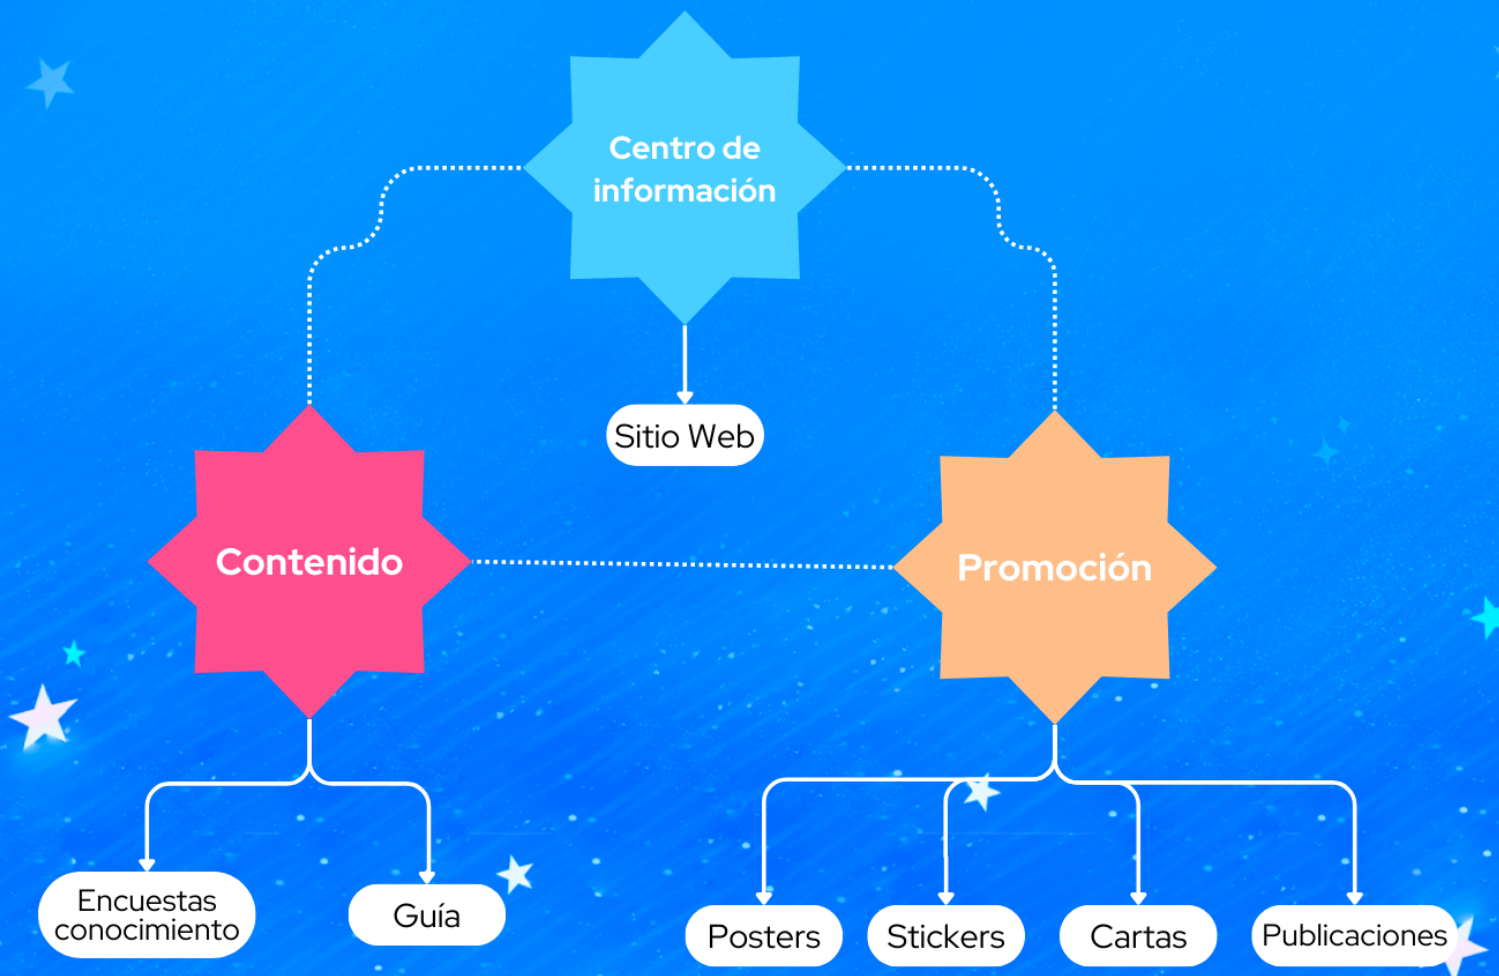 Centro de
información
Sitio Web
Contenido
Promoción
Encuestas
conocimiento
Guía
Posters
Stickers
Cartas
Publicaciones